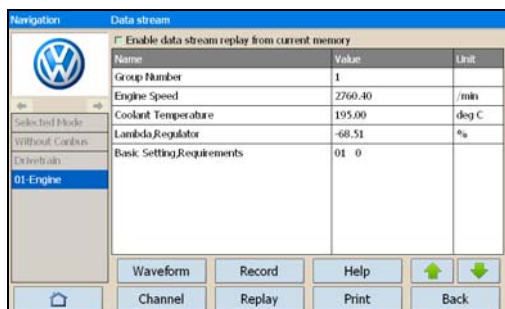 Navigation
Data stream
Enable data stream replay from current memory
Name Value Unit
Group Number 1
Engine Speed 2760.40 /min
Coolant Temperature 195.00 deg C
Lambda,Regulator -68.51 %
Basic Setting,Requirements 01 0
Selected Mode
Without Canbus
Drivetrain
01-Engine
Waveform Record Help
Channel Replay Print Back